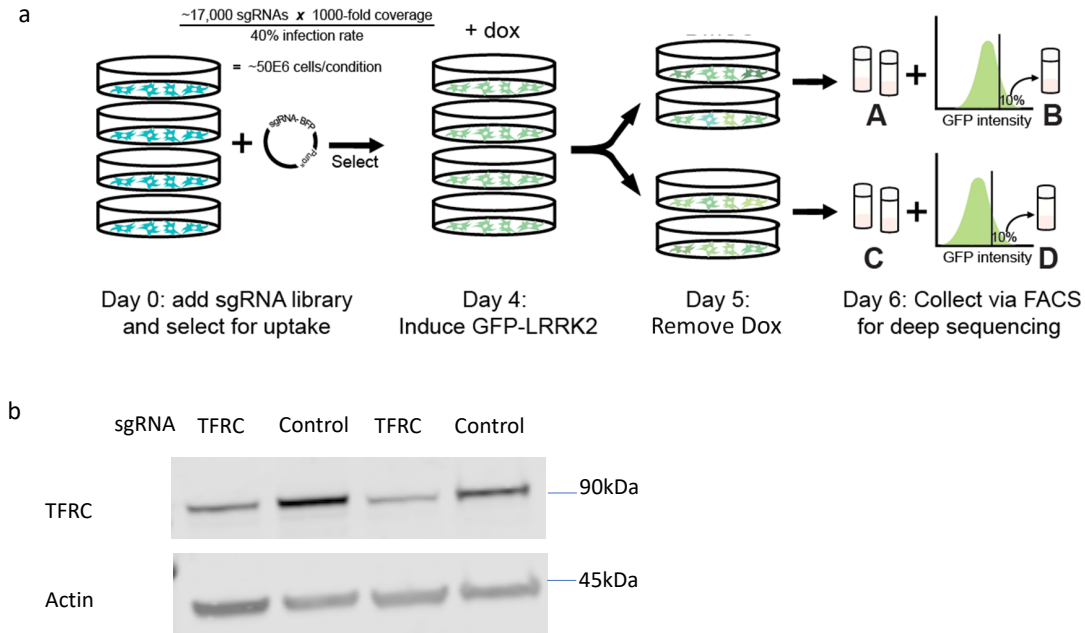 a
~17,000 sgRNAs x 1000-fold coverage
40% infection rate
= ~50E6 cells/condition
+ dox
sgRNA-BFP
Puro
Select
A
+
10%
GFP intensity
B
C
+
10%
GFP intensity
D
Day 0: add sgRNA library
and select for uptake
Day 4:
Induce GFP-LRRK2
Day 5:
Remove Dox
Day 6: Collect via FACS
for deep sequencing
b
sgRNA TFRC Control TFRC Control
TFRC
90kDa
Actin
45kDa